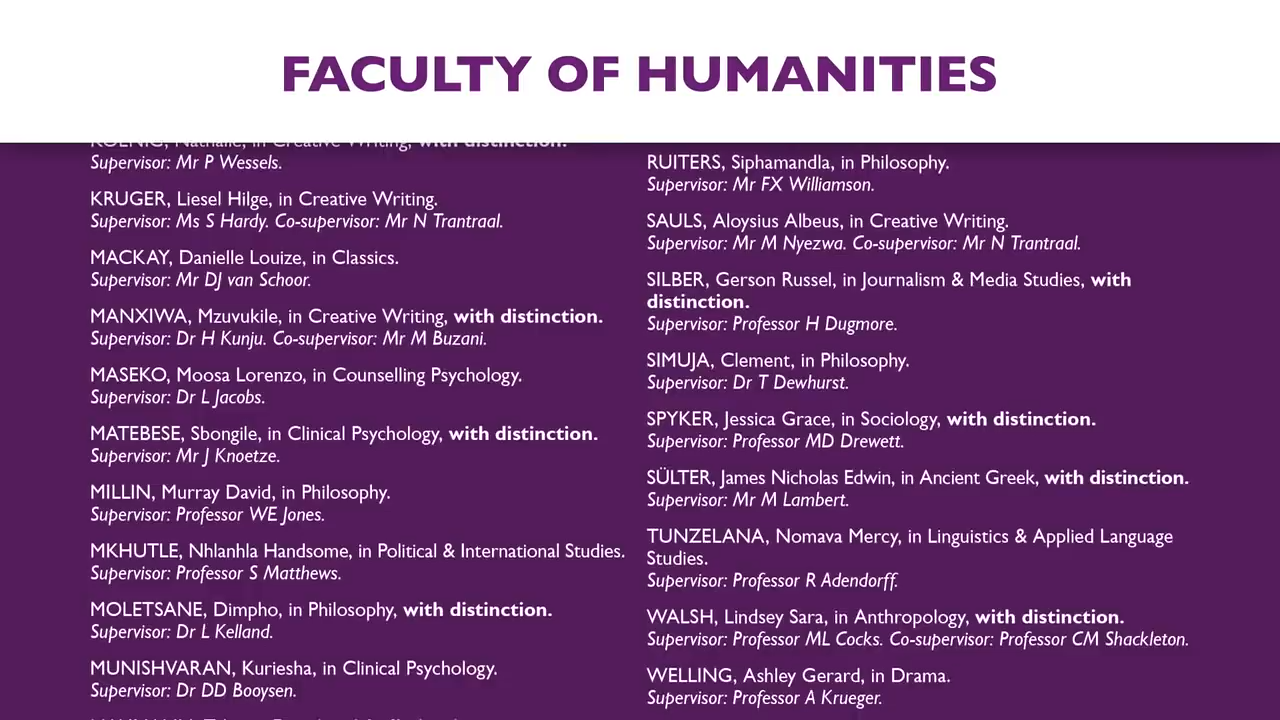 FACULTY OF HUMANITIES
KOENIG, Nathalie, in Creative Writing, with distinction.
Supervisor: Mr P Wessels.
KRUGER, Liesel Hilge, in Creative Writing.
Supervisor: Ms S Hardy. Co-supervisor: Mr N Trantraal.
MACKAY, Danielle Louize, in Classics.
Supervisor: Mr DJ van Schoor.
MANXIWA, Mzuvukile, in Creative Writing, with distinction.
Supervisor: Dr H Kunju. Co-supervisor: Mr M Buzani.
MASEKO, Moosa Lorenzo, in Counselling Psychology.
Supervisor: Dr L Jacobs.
MATEBESE, Sbongile, in Clinical Psychology, with distinction.
Supervisor: Mr J Knoetze.
MILLIN, Murray David, in Philosophy.
Supervisor: Professor WE Jones.
MKHUTLE, Nhlanhla Handsome, in Political & International Studies.
Supervisor: Professor S Matthews.
MOLETSANE, Dimpho, in Philosophy, with distinction.
Supervisor: Dr L Kelland.
MUNISHVARAN, Kuriesha, in Clinical Psychology.
Supervisor: Dr DD Booysen.
RUITERS, Siphamandla, in Philosophy.
Supervisor: Mr FX Williamson.
SAULS, Aloysius Albeus, in Creative Writing.
Supervisor: Mr M Nyezwa. Co-supervisor: Mr N Trantraal.
SILBER, Gerson Russel, in Journalism & Media Studies, with
distinction.
Supervisor: Professor H Dugmore.
SIMUJA, Clement, in Philosophy.
Supervisor: Dr T Dewhurst.
SPYKER, Jessica Grace, in Sociology, with distinction.
Supervisor: Professor MD Drewett.
SÜLTER, James Nicholas Edwin, in Ancient Greek, with distinction.
Supervisor: Mr M Lambert.
TUNZELANA, Nomava Mercy, in Linguistics & Applied Language
Studies.
Supervisor: Professor R Adendorff.
WALSH, Lindsey Sara, in Anthropology, with distinction.
Supervisor: Professor ML Cocks. Co-supervisor: Professor CM Shackleton.
WELLING, Ashley Gerard, in Drama.
Supervisor: Professor A Krueger.